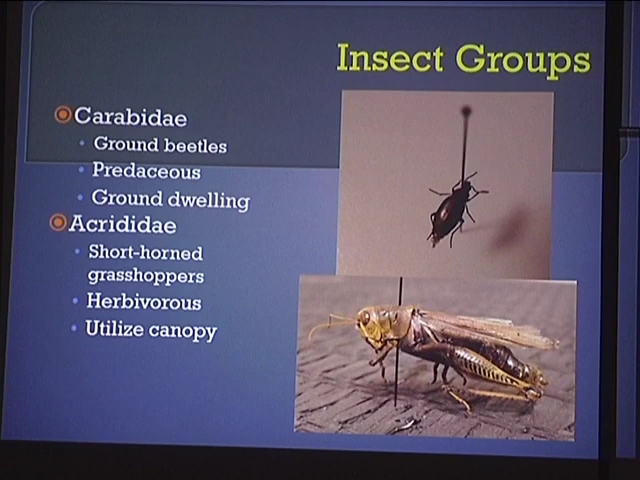 Insect Groups
Carabidae
Ground beetles
Predaceous
Ground dwelling
Acrididae
Short-horned
grasshoppers
Herbivorous
Utilize canopy